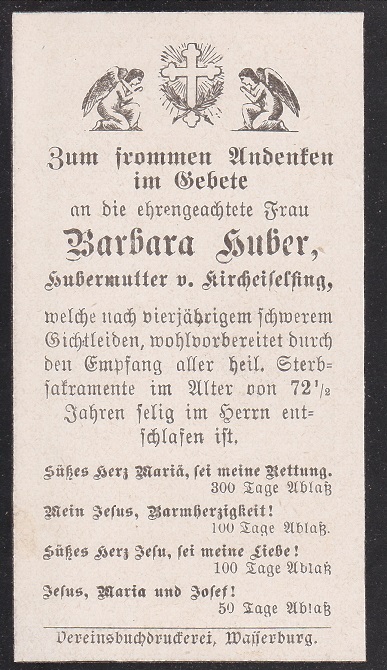 Zum frommen Andenken
im Gebete
an die ehrengeachtete Frau
Barbara Huber,
Hubermutter v. Kircheiselfing,
welche nach vierjährigem schwerem
Gichtleiden, wohlvorbereitet durch
den Empfang aller heil. Sterb=
sakramente im Alter von 72 1/2
Jahren selig im Herrn ent=
schlafen ist.
Süßes Herz Mariä, sei meine Rettung.
300 Tage Ablaß
Mein Jesus, Barmherzigkeit!
100 Tage Ablaß.
Süßes Herz Jesu, sei meine Liebe!
100 Tage Ablaß
Jesus, Maria und Josef!
50 Tage Ablaß
Vereinsbuchdruckerei, Wasserburg.